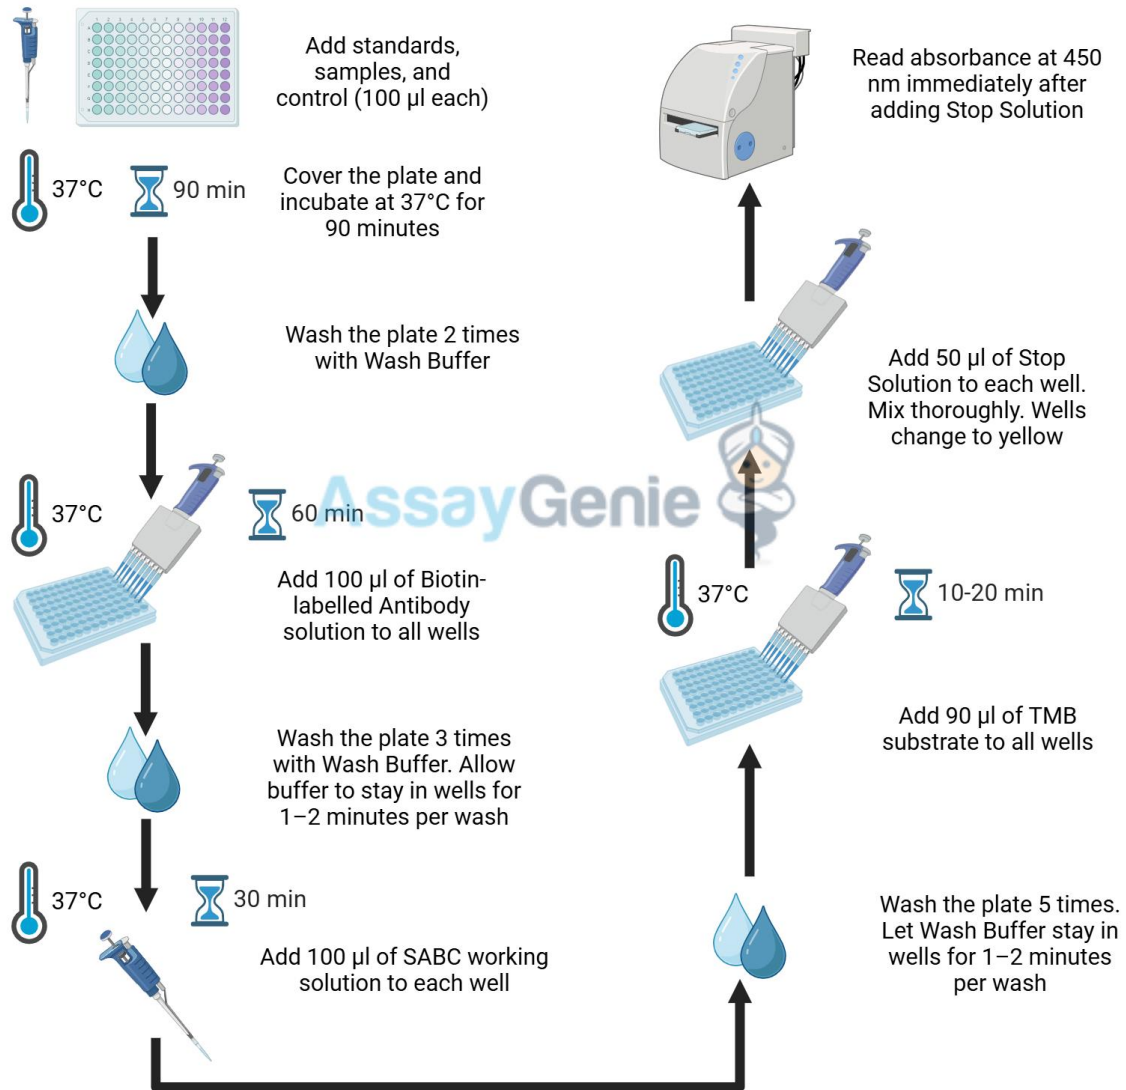 Add standards,
samples, and
control (100 µl each)
37°C
90 min
Cover the plate and
incubate at 37°C for
90 minutes
Wash the plate 2 times
with Wash Buffer
37°C
60 min
Add 100 µl of Biotin-
labelled Antibody
solution to all wells
Wash the plate 3 times
with Wash Buffer. Allow
buffer to stay in wells for
1–2 minutes per wash
37°C
30 min
Add 100 µl of SABC working
solution to each well
Wash the plate 5 times.
Let Wash Buffer stay in
wells for 1–2 minutes
per wash
37°C
10-20 min
Add 90 µl of TMB
substrate to all wells
Add 50 µl of Stop
Solution to each well.
Mix thoroughly. Wells
change to yellow
Read absorbance at 450
nm immediately after
adding Stop Solution
AssayGenie